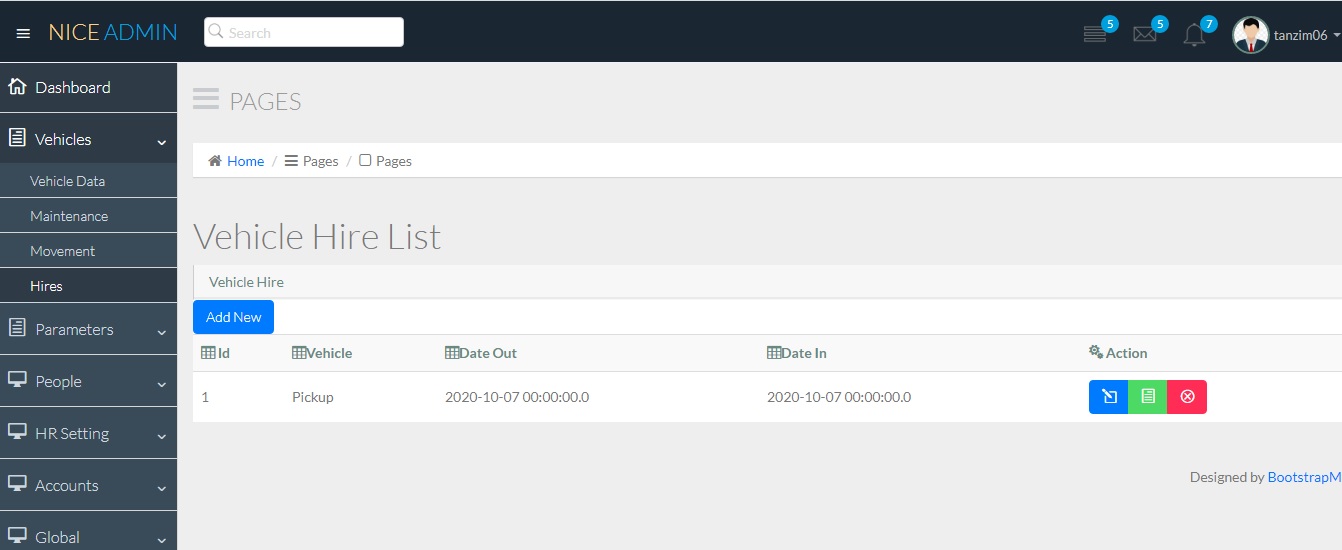 NICE ADMIN
Search
5
5
7
tanzim06
Dashboard
Vehicles
Vehicle Data
Maintenance
Movement
Hires
Parameters
People
HR Setting
Accounts
Global
PAGES
Home / Pages / Pages
Vehicle Hire List
Vehicle Hire
Add New
Id Vehicle Date Out Date In Action
1 Pickup 2020-10-07 00:00:00.0 2020-10-07 00:00:00.0
Designed by BootstrapM